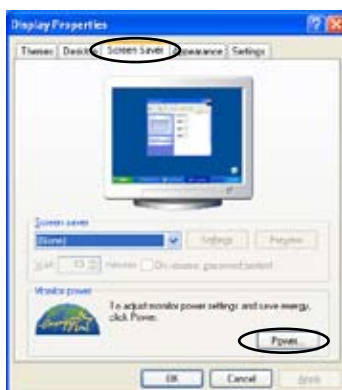 Display Properties
Themes Desktop Screen Saver Appearance Settings
Screen saver
(None) Settings Preview
Wait: minutes On resume, password protect
Monitor power
To adjust monitor power settings and save energy,
click Power.
Power...
OK Cancel Apply